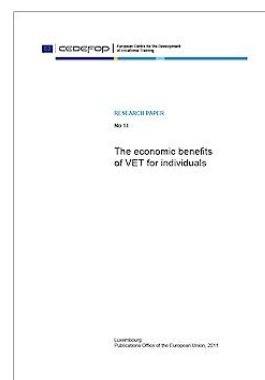 CEDEFOP
European Centre for the Development
of Vocational Training
RESEARCH PAPER
No
The economic benefits
of VET for individuals
Luxembourg:
Publications Office of the European Union, 2011